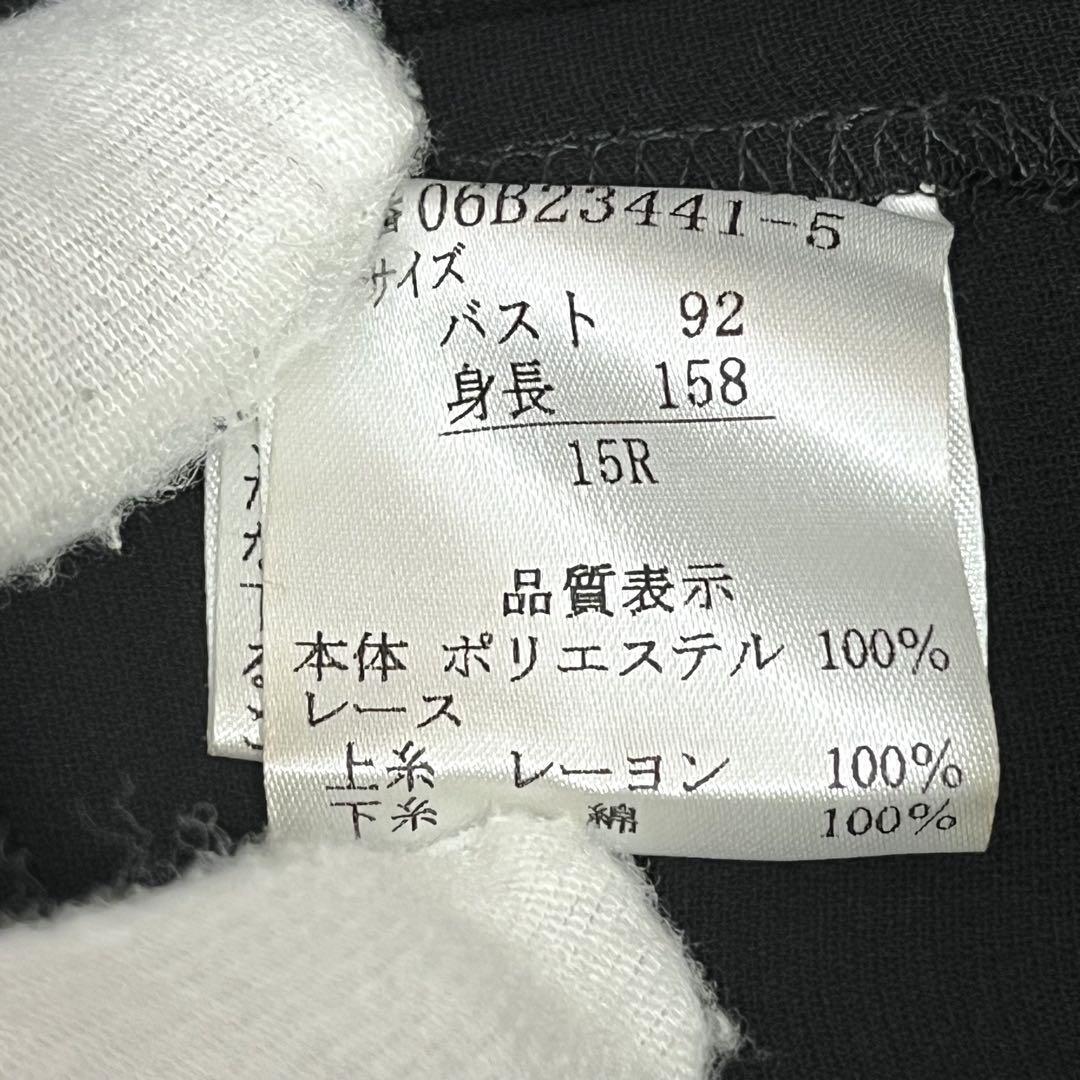 06B23441-5
サイズ
バスト 92
身長 158
15R
品質表示
本体 ポリエステル 100%
レース
上糸 レーヨン 100%
下糸 綿 100%